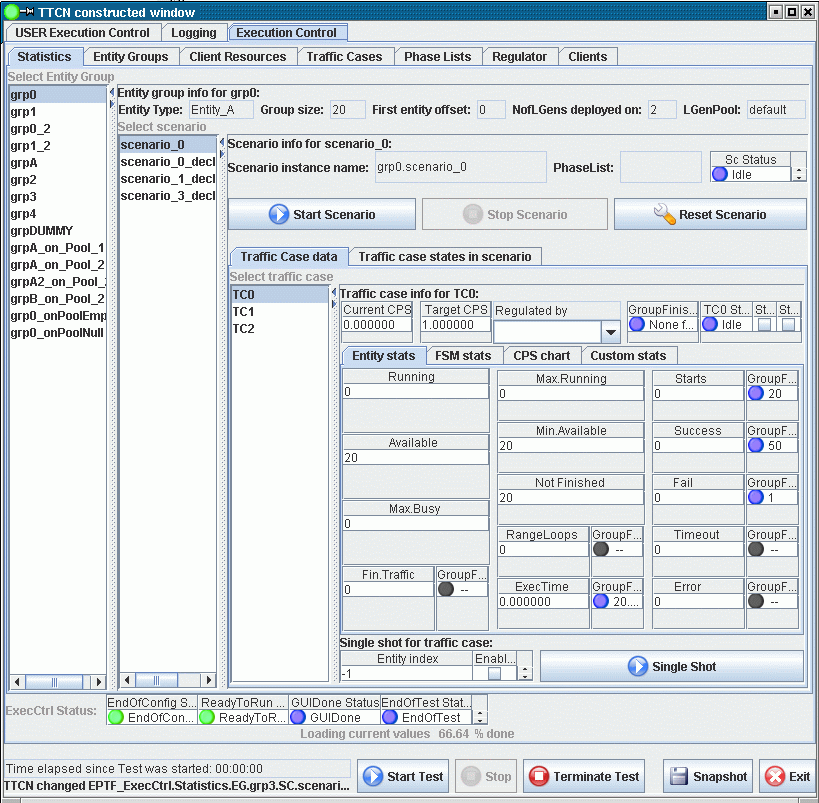 TTCN constructed window
USER Execution Control Logging Execution Control
Statistics Entity Groups Client Resources Traffic Cases Phase Lists Regulator Clients
Select Entity Group
grp0
grp1
grp0_2
grp1_2
grpA
grp2
grp3
grp4
grpDUMMY
grpA_on_Pool_1
grpA_on_Pool_2
grpA2_on_Pool_
grpB_on_Pool_2
grp0_onPoolEmp
grp0_onPoolNull
Entity group info for grp0:
Entity Type: Entity_A Group size: 20 First entity offset: 0 NofLGens deployed on: 2 LGenPool: default
Select scenario
scenario_0
scenario_0_decl
scenario_1_decl
scenario_3_decl
Scenario info for scenario_0:
Scenario instance name: grp0.scenario_0 PhaseList: Sc Status
Idle
Start Scenario Stop Scenario Reset Scenario
Traffic Case data Traffic case states in scenario
Select traffic case
TC0
TC1
TC2
Traffic case info for TC0:
Current CPS Target CPS Regulated by GroupFinis... TC0 St... St... St...
0.000000 1.000000 None f... Idle
Entity stats FSM stats CPS chart Custom stats
Running Max.Running Starts GroupF...
0 0 0 20
Available Min.Available Success GroupF...
20 20 0 50
Max.Busy Not Finished Fail GroupF...
0 20 0 1
RangeLoops GroupF... Timeout GroupF...
0 -- 0 --
Fin.Traffic GroupF... ExecTime GroupF... Error GroupF...
0 -- 0.000000 20.... 0 --
Single shot for traffic case:
Entity index Enabl...
-1
Single Shot
ExecCtrl Status:
EndOfConfig S... ReadyToRun ... GUIDone Status EndOfTest Stat...
EndOfCon... ReadyToR... GUIDone EndOfTest
Loading current values 66.64 % done
Time elapsed since Test was started: 00:00:00
TTCN changed EPTF_ExecCtrl.Statistics.EG.grp3.SC.scenari...
Start Test Stop Terminate Test Snapshot Exit